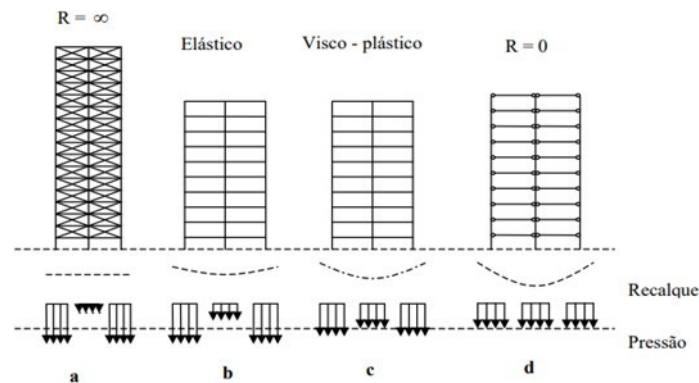 R = ∞
Elástico
Visco - plástico
R = 0
Recalque
Pressão
a
b
c
d